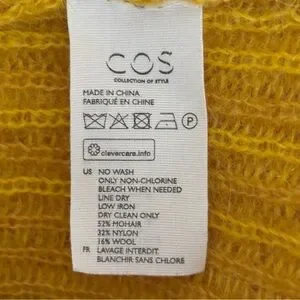 COS
COLLECTION OF STYLE
MADE IN CHINA
FABRIQUÉ EN CHINE
clevercare.info
US NO WASH
ONLY NON-CHLORINE
BLEACH WHEN NEEDED
LINE DRY
LOW IRON
DRY CLEAN ONLY
52% MOHAIR
32% NYLON
16% WOOL
FR LAVAGE INTERDIT.
BLANCHIR SANS CHLORE